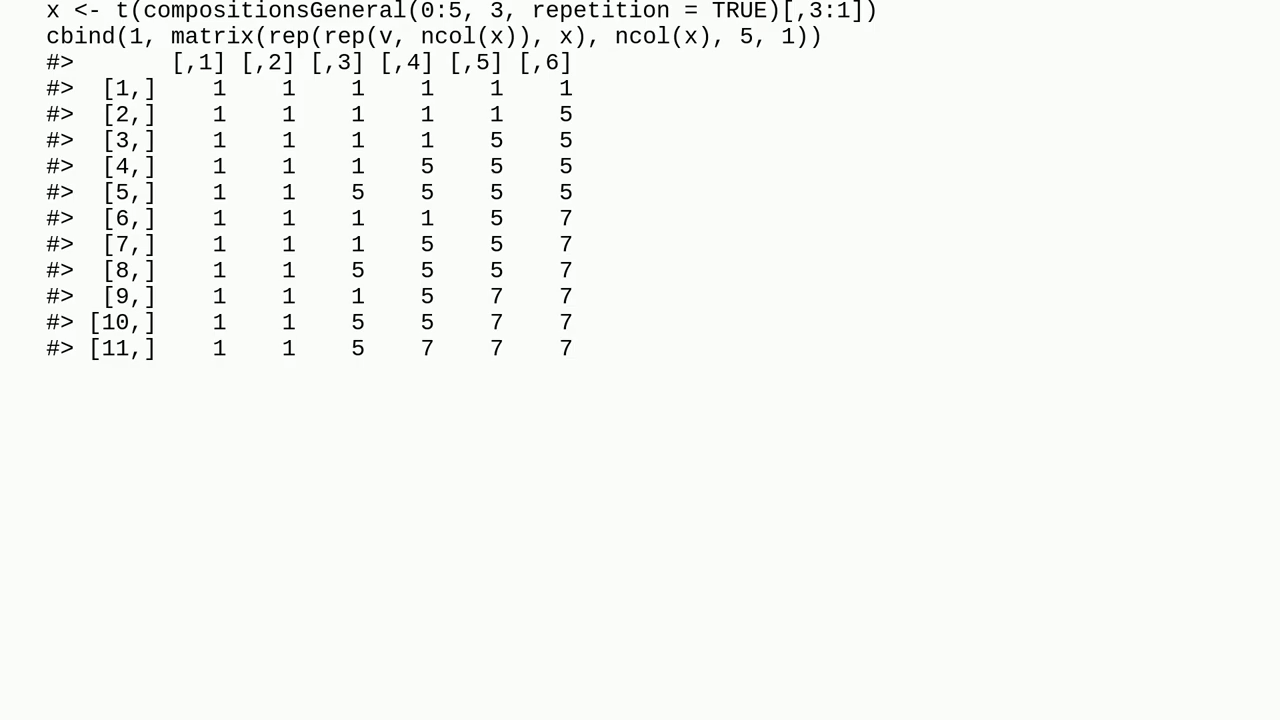 x <- t(compositionsGeneral(0:5, 3, repetition = TRUE)[,3:1])
cbind(1, matrix(rep(rep(v, ncol(x)), x), ncol(x), 5, 1))
#>       [,1] [,2] [,3] [,4] [,5] [,6]
#>  [1,]    1    1    1    1    1    1
#>  [2,]    1    1    1    1    1    5
#>  [3,]    1    1    1    1    5    5
#>  [4,]    1    1    1    5    5    5
#>  [5,]    1    1    5    5    5    5
#>  [6,]    1    1    1    1    5    7
#>  [7,]    1    1    1    5    5    7
#>  [8,]    1    1    5    5    5    7
#>  [9,]    1    1    1    5    7    7
#> [10,]    1    1    5    5    7    7
#> [11,]    1    1    5    7    7    7